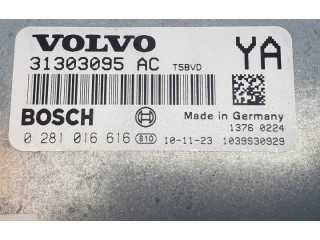 VOLVO YA
31303095 AC T5BVD
BOSCH Made in Germany
1376 0224
0 281 016 616 810 10-11-23 1039S30929